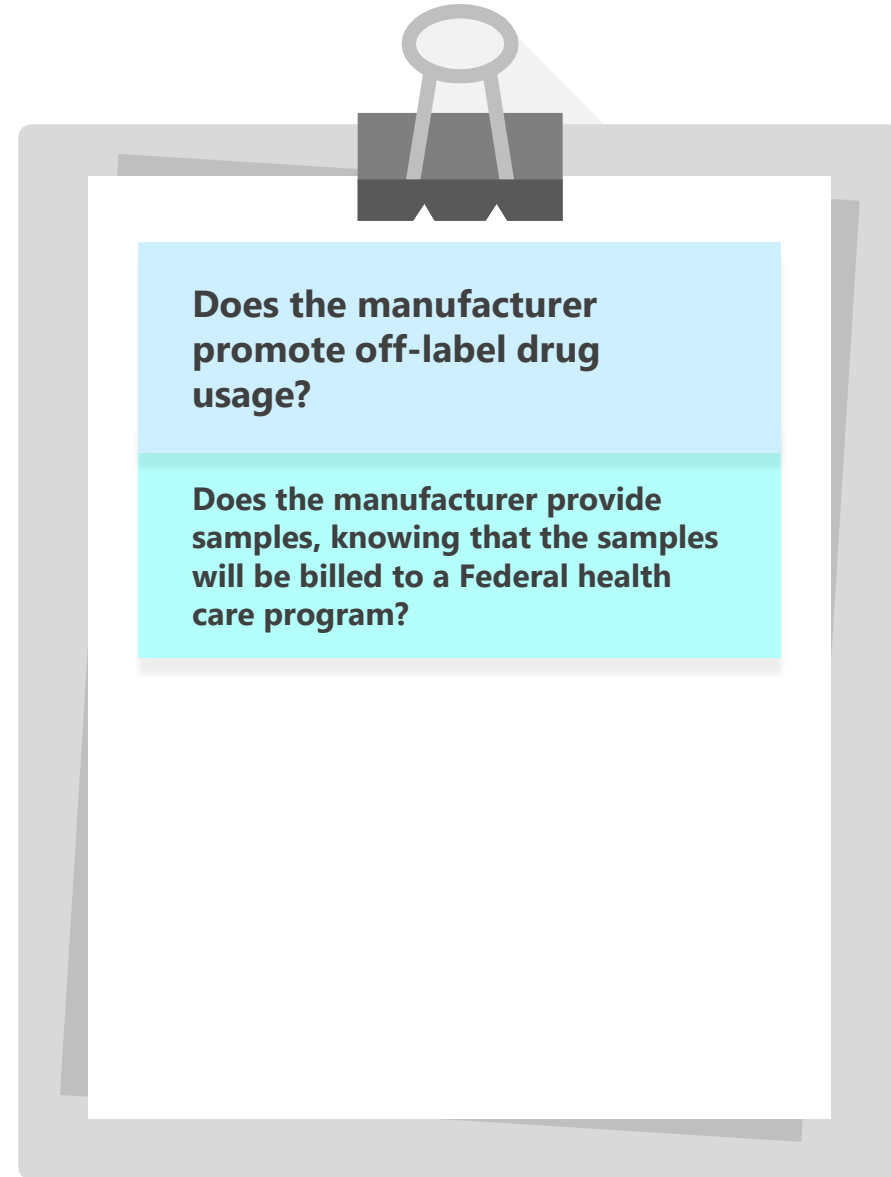 Does the manufacturer
promote off-label drug
usage?
Does the manufacturer provide
samples, knowing that the samples
will be billed to a Federal health
care program?